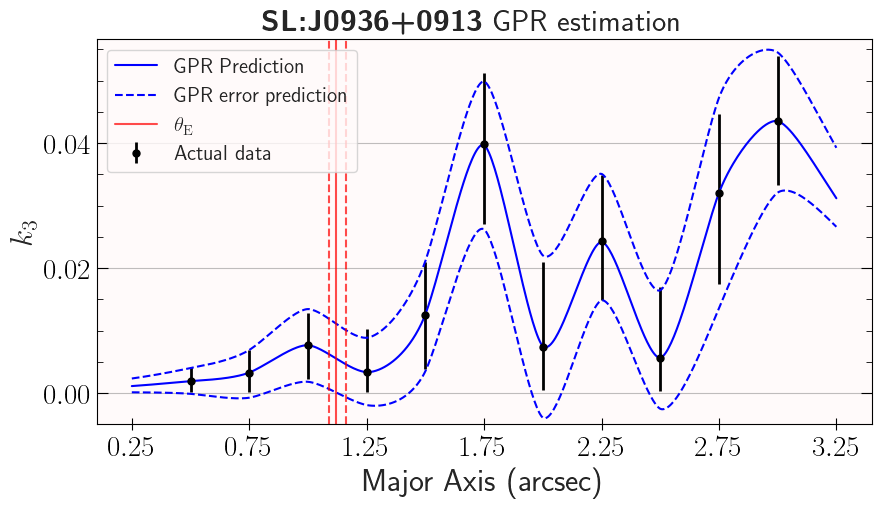 SL:J0936+0913 GPR estimation
GPR Prediction
GPR error prediction
θE
Actual data
0.04
0.02
0.00
k3
0.25 0.75 1.25 1.75 2.25 2.75 3.25
Major Axis (arcsec)